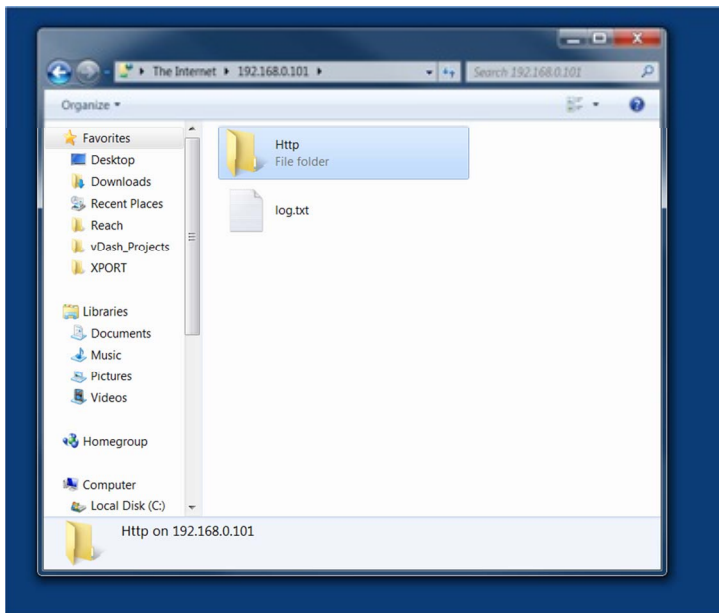 The Internet 192.168.0.101
Search 192.168.0.101
Organize
Favorites
Desktop
Downloads
Recent Places
Reach
vDash_Projects
XPORT
Libraries
Documents
Music
Pictures
Videos
Homegroup
Computer
Local Disk (C:)
Http
File folder
log.txt
Http on 192.168.0.101